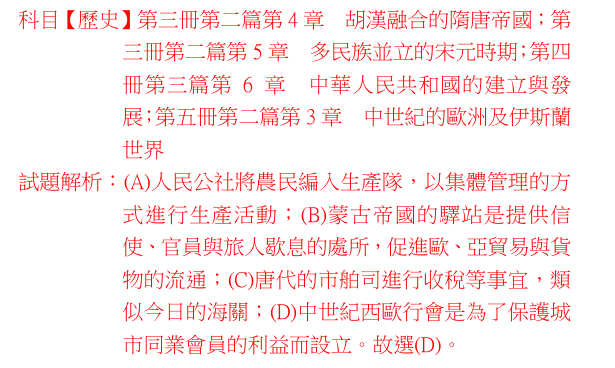 科目【歷史】第三冊第二篇第 4 章　胡漢融合的隋唐帝國；第
三冊第二篇第 5 章　多民族並立的宋元時期；第四
冊第三篇第 6 章　中華人民共和國的建立與發
展；第五冊第二篇第 3 章　中世紀的歐洲及伊斯蘭
世界
試題解析：(A)人民公社將農民編入生產隊，以集體管理的方
式進行生產活動；(B)蒙古帝國的驛站是提供信
使、官員與旅人歇息的處所，促進歐、亞貿易與貨
物的流通；(C)唐代的市舶司進行收稅等事宜，類
似今日的海關；(D)中世紀西歐行會是為了保護城
市同業會員的利益而設立。故選(D)。